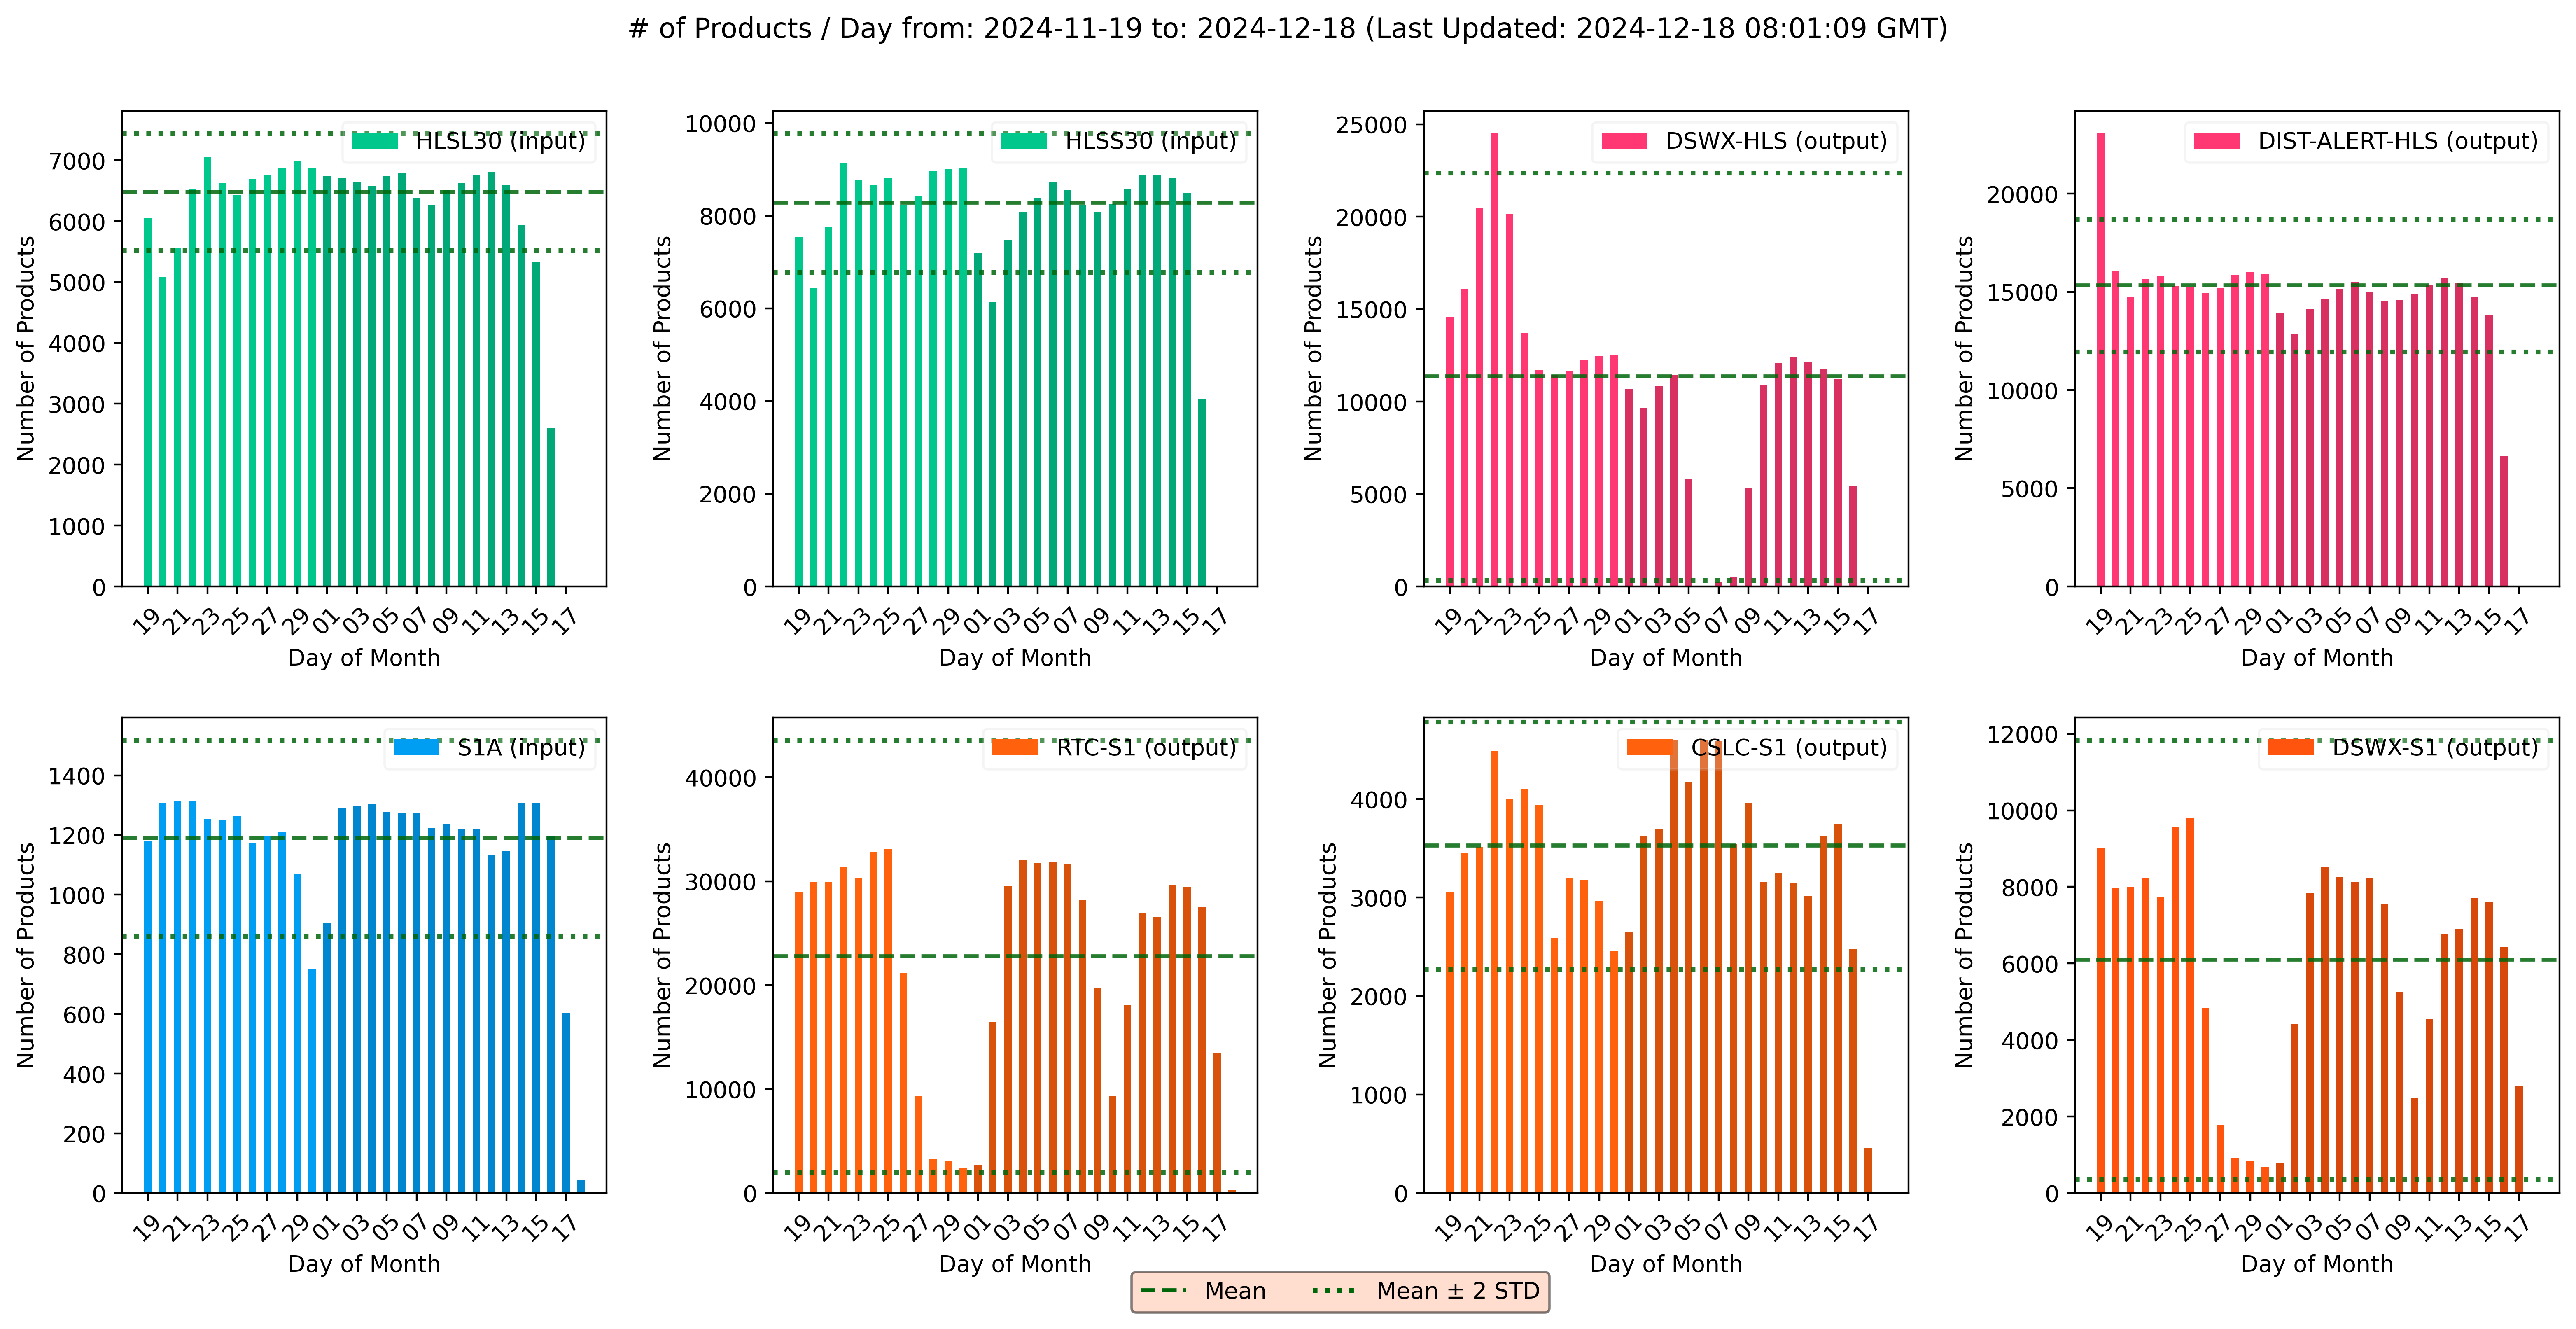 # of Products / Day from: 2024-11-19 to: 2024-12-18 (Last Updated: 2024-12-18 08:01:09 GMT)
HLSL30 (input)
Number of Products
7000
6000
5000
4000
3000
2000
1000
0
19 21 23 25 27 29 01 03 05 07 09 11 13 15 17
Day of Month
HLSS30 (input)
Number of Products
10000
8000
6000
4000
2000
0
19 21 23 25 27 29 01 03 05 07 09 11 13 15 17
Day of Month
DSWX-HLS (output)
Number of Products
25000
20000
15000
10000
5000
0
19 21 23 25 27 29 01 03 05 07 09 11 13 15 17
Day of Month
DIST-ALERT-HLS (output)
Number of Products
20000
15000
10000
5000
0
19 21 23 25 27 29 01 03 05 07 09 11 13 15 17
Day of Month
S1A (input)
Number of Products
1400
1200
1000
800
600
400
200
0
19 21 23 25 27 29 01 03 05 07 09 11 13 15 17
Day of Month
RTC-S1 (output)
Number of Products
40000
30000
20000
10000
0
19 21 23 25 27 29 01 03 05 07 09 11 13 15 17
Day of Month
CSLC-S1 (output)
Number of Products
4000
3000
2000
1000
0
19 21 23 25 27 29 01 03 05 07 09 11 13 15 17
Day of Month
DSWX-S1 (output)
Number of Products
12000
10000
8000
6000
4000
2000
0
19 21 23 25 27 29 01 03 05 07 09 11 13 15 17
Day of Month
Mean
Mean ± 2 STD